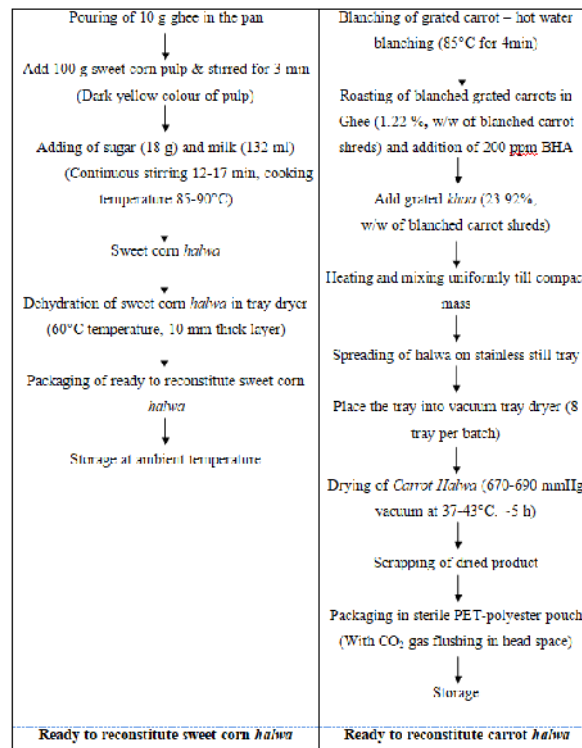 Pouring of 10 g ghee in the pan
Add 100 g sweet corn pulp & stirred for 3 min
(Dark yellow colour of pulp)
Adding of sugar (18 g) and milk (132 ml)
(Continuous stirring 12-17 min, cooking
temperature 85-90°C)
Sweet corn halwa
Dehydration of sweet corn halwa in tray dryer
(60°C temperature, 10 mm thick layer)
Packaging of ready to reconstitute sweet corn
halwa
Storage at ambient temperature
Ready to reconstitute sweet corn halwa
Blanching of grated carrot – hot water
blanching (85°C for 4min)
Roasting of blanched grated carrots in
Ghee (1.22 %, w/w of blanched carrot
shreds) and addition of 200 ppm BHA
Add grated khoa (23.92%,
w/w of blanched carrot shreds)
Heating and mixing uniformly till compac
mass
Spreading of halwa on stainless still tray
Place the tray into vacuum tray dryer (8
tray per batch)
Drying of Carrot Halwa (670-690 mmHg
vacuum at 37-43°C, -5 h)
Scrapping of dried product
Packaging in sterile PET-polyester pouch
(With CO₂ gas flushing in head space)
Storage
Ready to reconstitute carrot halwa